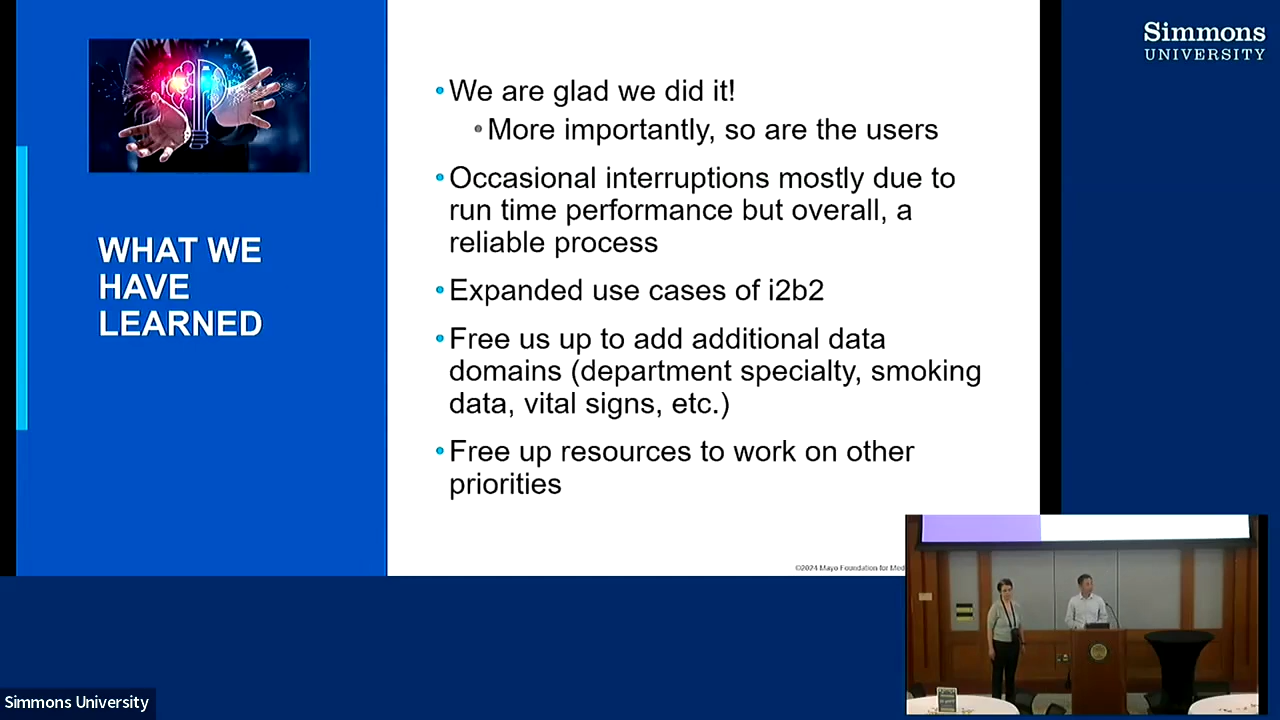 Simmons
UNIVERSITY
WHAT WE
HAVE
LEARNED
•We are glad we did it!
•More importantly, so are the users
•Occasional interruptions mostly due to
run time performance but overall, a
reliable process
•Expanded use cases of i2b2
•Free us up to add additional data
domains (department specialty, smoking
data, vital signs, etc.)
•Free up resources to work on other
priorities
©2024 Mayo Foundation for Med
Simmons University